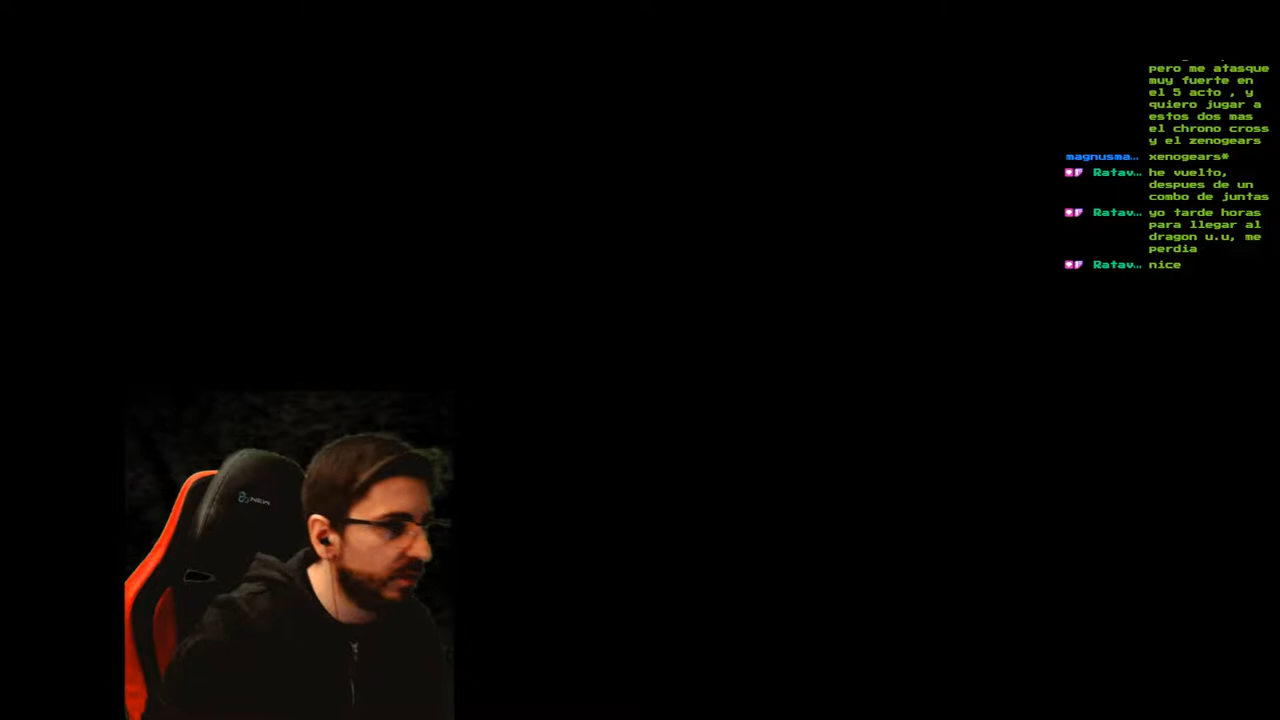 pero me atasque
muy fuerte en
el 5 acto , y
quiero jugar a
estos dos mas
el chrono cross
y el zenogears
magnusma… xenogears*
Ratav… he vuelto,
despues de un
combo de juntas
Ratav… yo tarde horas
para llegar al
dragon u.u, me
perdia
Ratav… nice